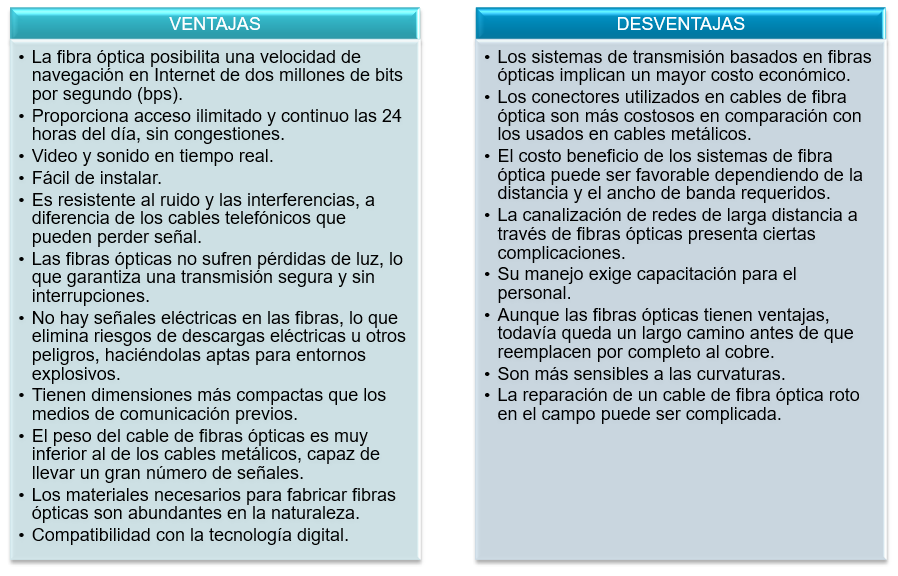 VENTAJAS
• La fibra óptica posibilita una velocidad de
navegación en Internet de dos millones de bits
por segundo (bps).
• Proporciona acceso ilimitado y continuo las 24
horas del día, sin congestiones.
• Video y sonido en tiempo real.
• Fácil de instalar.
• Es resistente al ruido y las interferencias, a
diferencia de los cables telefónicos que
pueden perder señal.
• Las fibras ópticas no sufren pérdidas de luz, lo
que garantiza una transmisión segura y sin
interrupciones.
• No hay señales eléctricas en las fibras, lo que
elimina riesgos de descargas eléctricas u otros
peligros, haciéndolas aptas para entornos
explosivos.
• Tienen dimensiones más compactas que los
medios de comunicación previos.
• El peso del cable de fibras ópticas es muy
inferior al de los cables metálicos, capaz de
llevar un gran número de señales.
• Los materiales necesarios para fabricar fibras
ópticas son abundantes en la naturaleza.
• Compatibilidad con la tecnología digital.
DESVENTAJAS
• Los sistemas de transmisión basados en fibras
ópticas implican un mayor costo económico.
• Los conectores utilizados en cables de fibra
óptica son más costosos en comparación con
los usados en cables metálicos.
• El costo beneficio de los sistemas de fibra
óptica puede ser favorable dependiendo de la
distancia y el ancho de banda requeridos.
• La canalización de redes de larga distancia a
través de fibras ópticas presenta ciertas
complicaciones.
• Su manejo exige capacitación para el
personal.
• Aunque las fibras ópticas tienen ventajas,
todavía queda un largo camino antes de que
reemplacen por completo al cobre.
• Son más sensibles a las curvaturas.
• La reparación de un cable de fibra óptica roto
en el campo puede ser complicada.